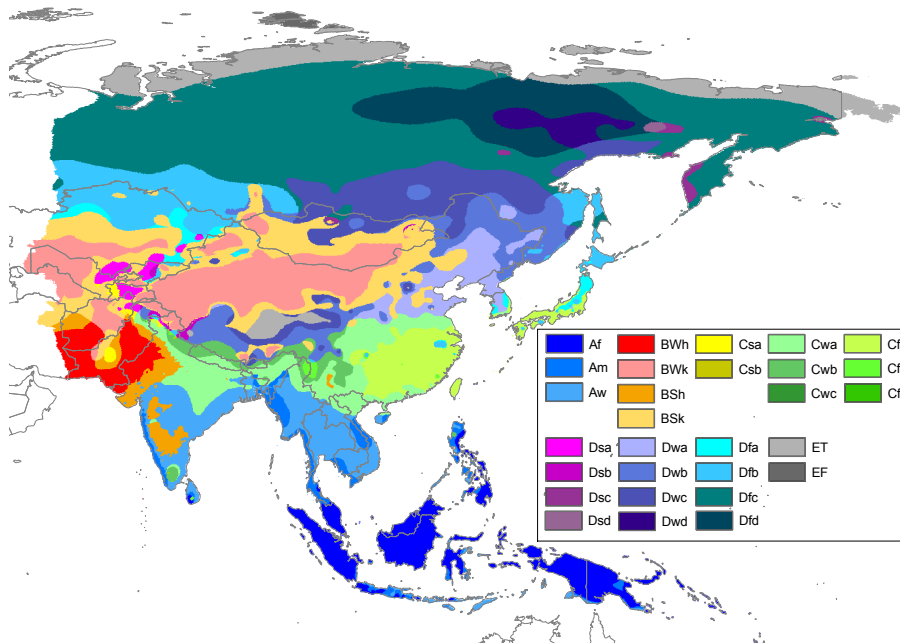 Af BWh Csa Cwa Cf
Am BWk Csb Cwb Cf
Aw BSh Cwc Cf
BSk
Dsa Dwa Dfa ET
Dsb Dwb Dfb EF
Dsc Dwc Dfc
Dsd Dwd Dfd